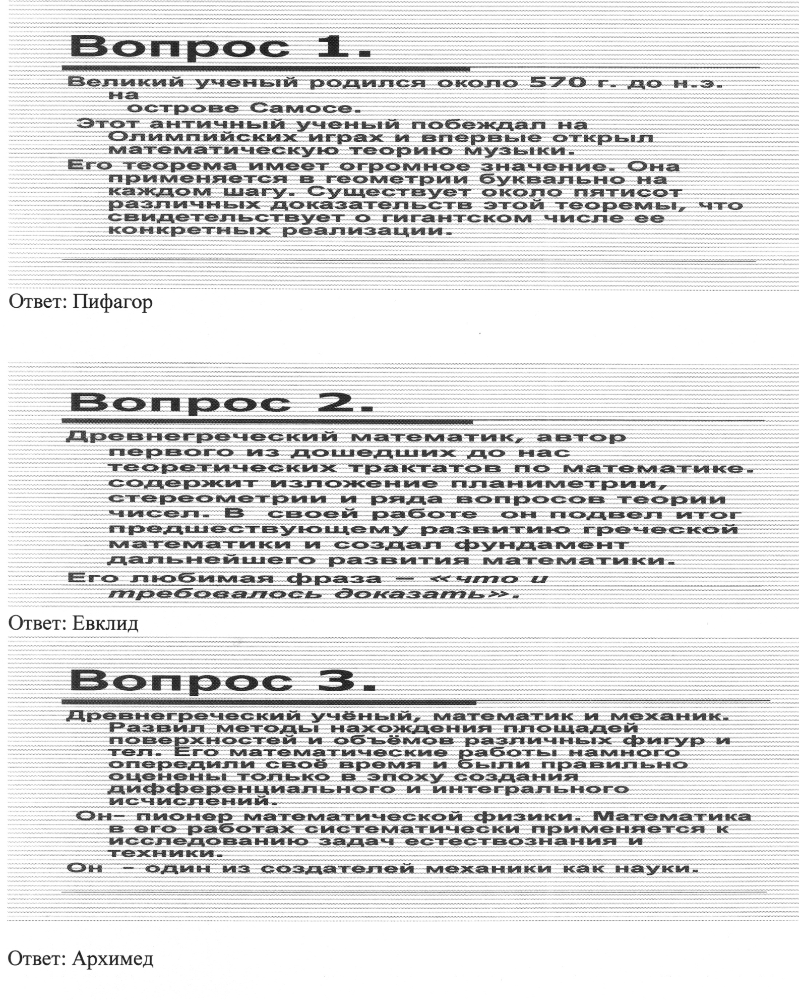 Вопрос 1.
Великий ученый родился около 570 г. до н.э.
на
острове Самосе.
Этот античный ученый побеждал на
Олимпийских играх и впервые открыл
математическую теорию музыки.
Его теорема имеет огромное значение. Она
применяется в геометрии буквально на
каждом шагу. Существует около пятисот
различных доказательств этой теоремы, что
свидетельствует о гигантском числе ее
конкретных реализации.
Ответ: Пифагор
Вопрос 2.
Древнегреческий математик, автор
первого из дошедших до нас
теоретических трактатов по математике.
содержит изложение планиметрии,
стереометрии и ряда вопросов теории
чисел. В своей работе он подвел итог
предшествующему развитию греческой
математики и создал фундамент
дальнейшего развития математики.
Его любимая фраза – «что и
требовалось доказать».
Ответ: Евклид
Вопрос 3.
Древнегреческий учёный, математик и механик.
Развил методы нахождения площадей
поверхностей и объёмов различных фигур и
тел. Его математические работы намного
опередили своё время и были правильно
оценены только в эпоху создания
дифференциального и интегрального
исчислений.
Он– пионер математической физики. Математика
в его работах систематически применяется к
исследованию задач естествознания и
техники.
Он – один из создателей механики как науки.
Ответ: Архимед